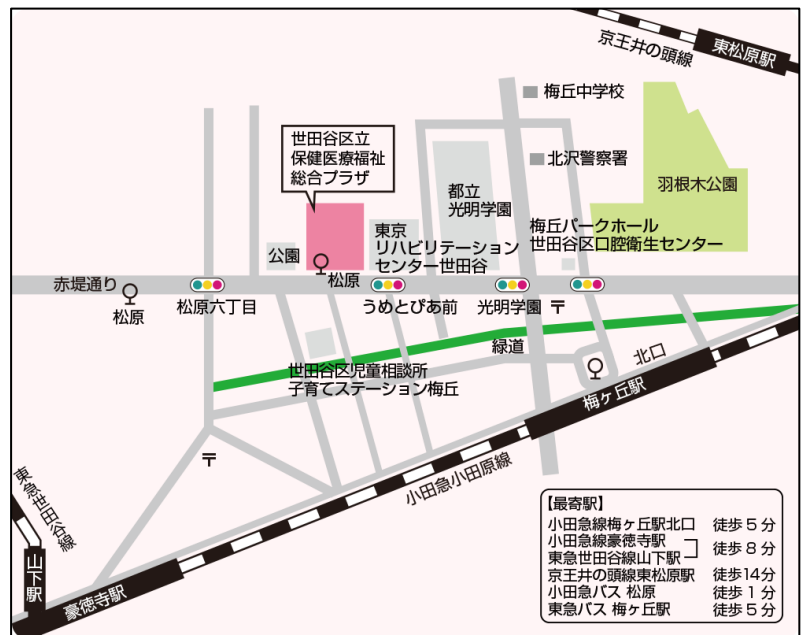 京王井の頭線
東松原駅
梅丘中学校
世田谷区立
保健医療福祉
総合プラザ
北沢警察署
都立
光明学園
羽根木公園
東京
リハビリテーション
センター世田谷
梅丘パークホール
世田谷区口腔衛生センター
公園
松原
赤堤通り
松原
松原六丁目
うめとぴあ前
光明学園
〒
緑道
北口
世田谷区児童相談所
子育てステーション梅丘
梅ヶ丘駅
〒
小田急小田原線
東急世田谷線
山下駅
豪徳寺駅
【最寄駅】
小田急線梅ヶ丘駅北口 徒歩5分
小田急線豪徳寺駅
東急世田谷線山下駅 徒歩8分
京王井の頭線東松原駅 徒歩14分
小田急バス 松原 徒歩1分
東急バス 梅ヶ丘駅 徒歩5分